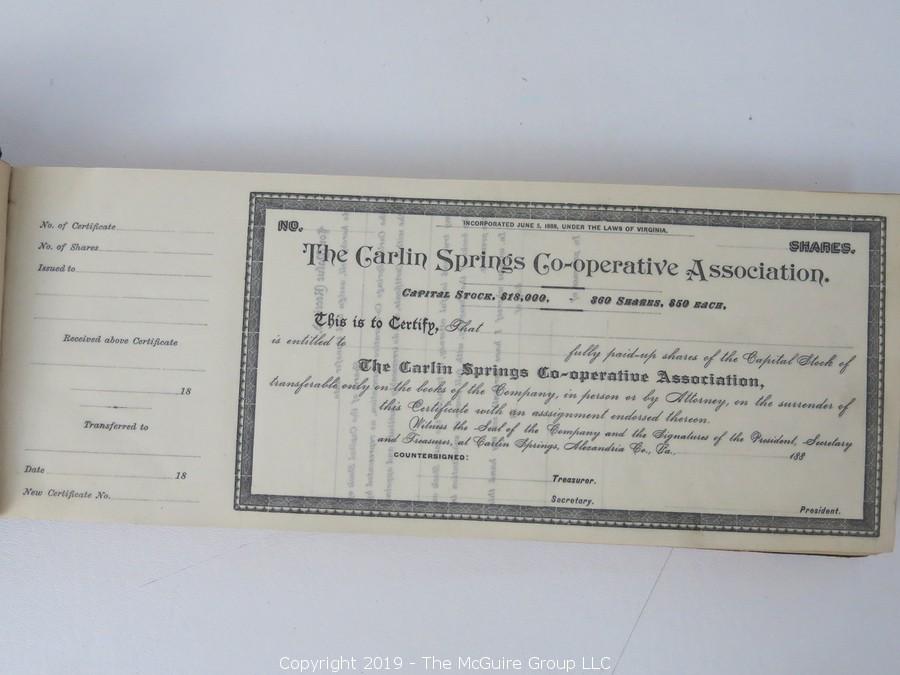 No. of Certificate
No. of Shares
Issued to
Received above Certificate
18
Transferred to
Date 18
New Certificate No.
NO.
INCORPORATED JUNE 5, 1888, UNDER THE LAWS OF VIRGINIA.
SHARES.
The Carlin Springs Co-operative Association.
CAPITAL STOCK, $18,000, - 360 SHARES, $50 EACH.
This is to Certify, That
is entitled to fully paid-up shares of the Capital Stock of
The Carlin Springs Co-operative Association,
transferable only on the books of the Company, in person or by Attorney, on the surrender of
this Certificate with an asssignment endorsed thereon.
Witness the Seal of the Company and the Signatures of the President, Secretary
and Treasurer, at Carlin Springs, Alexandria Co., Va., 188
COUNTERSIGNED:
Treasurer.
Secretary.
President.
Copyright 2019 - The McGuire Group LLC